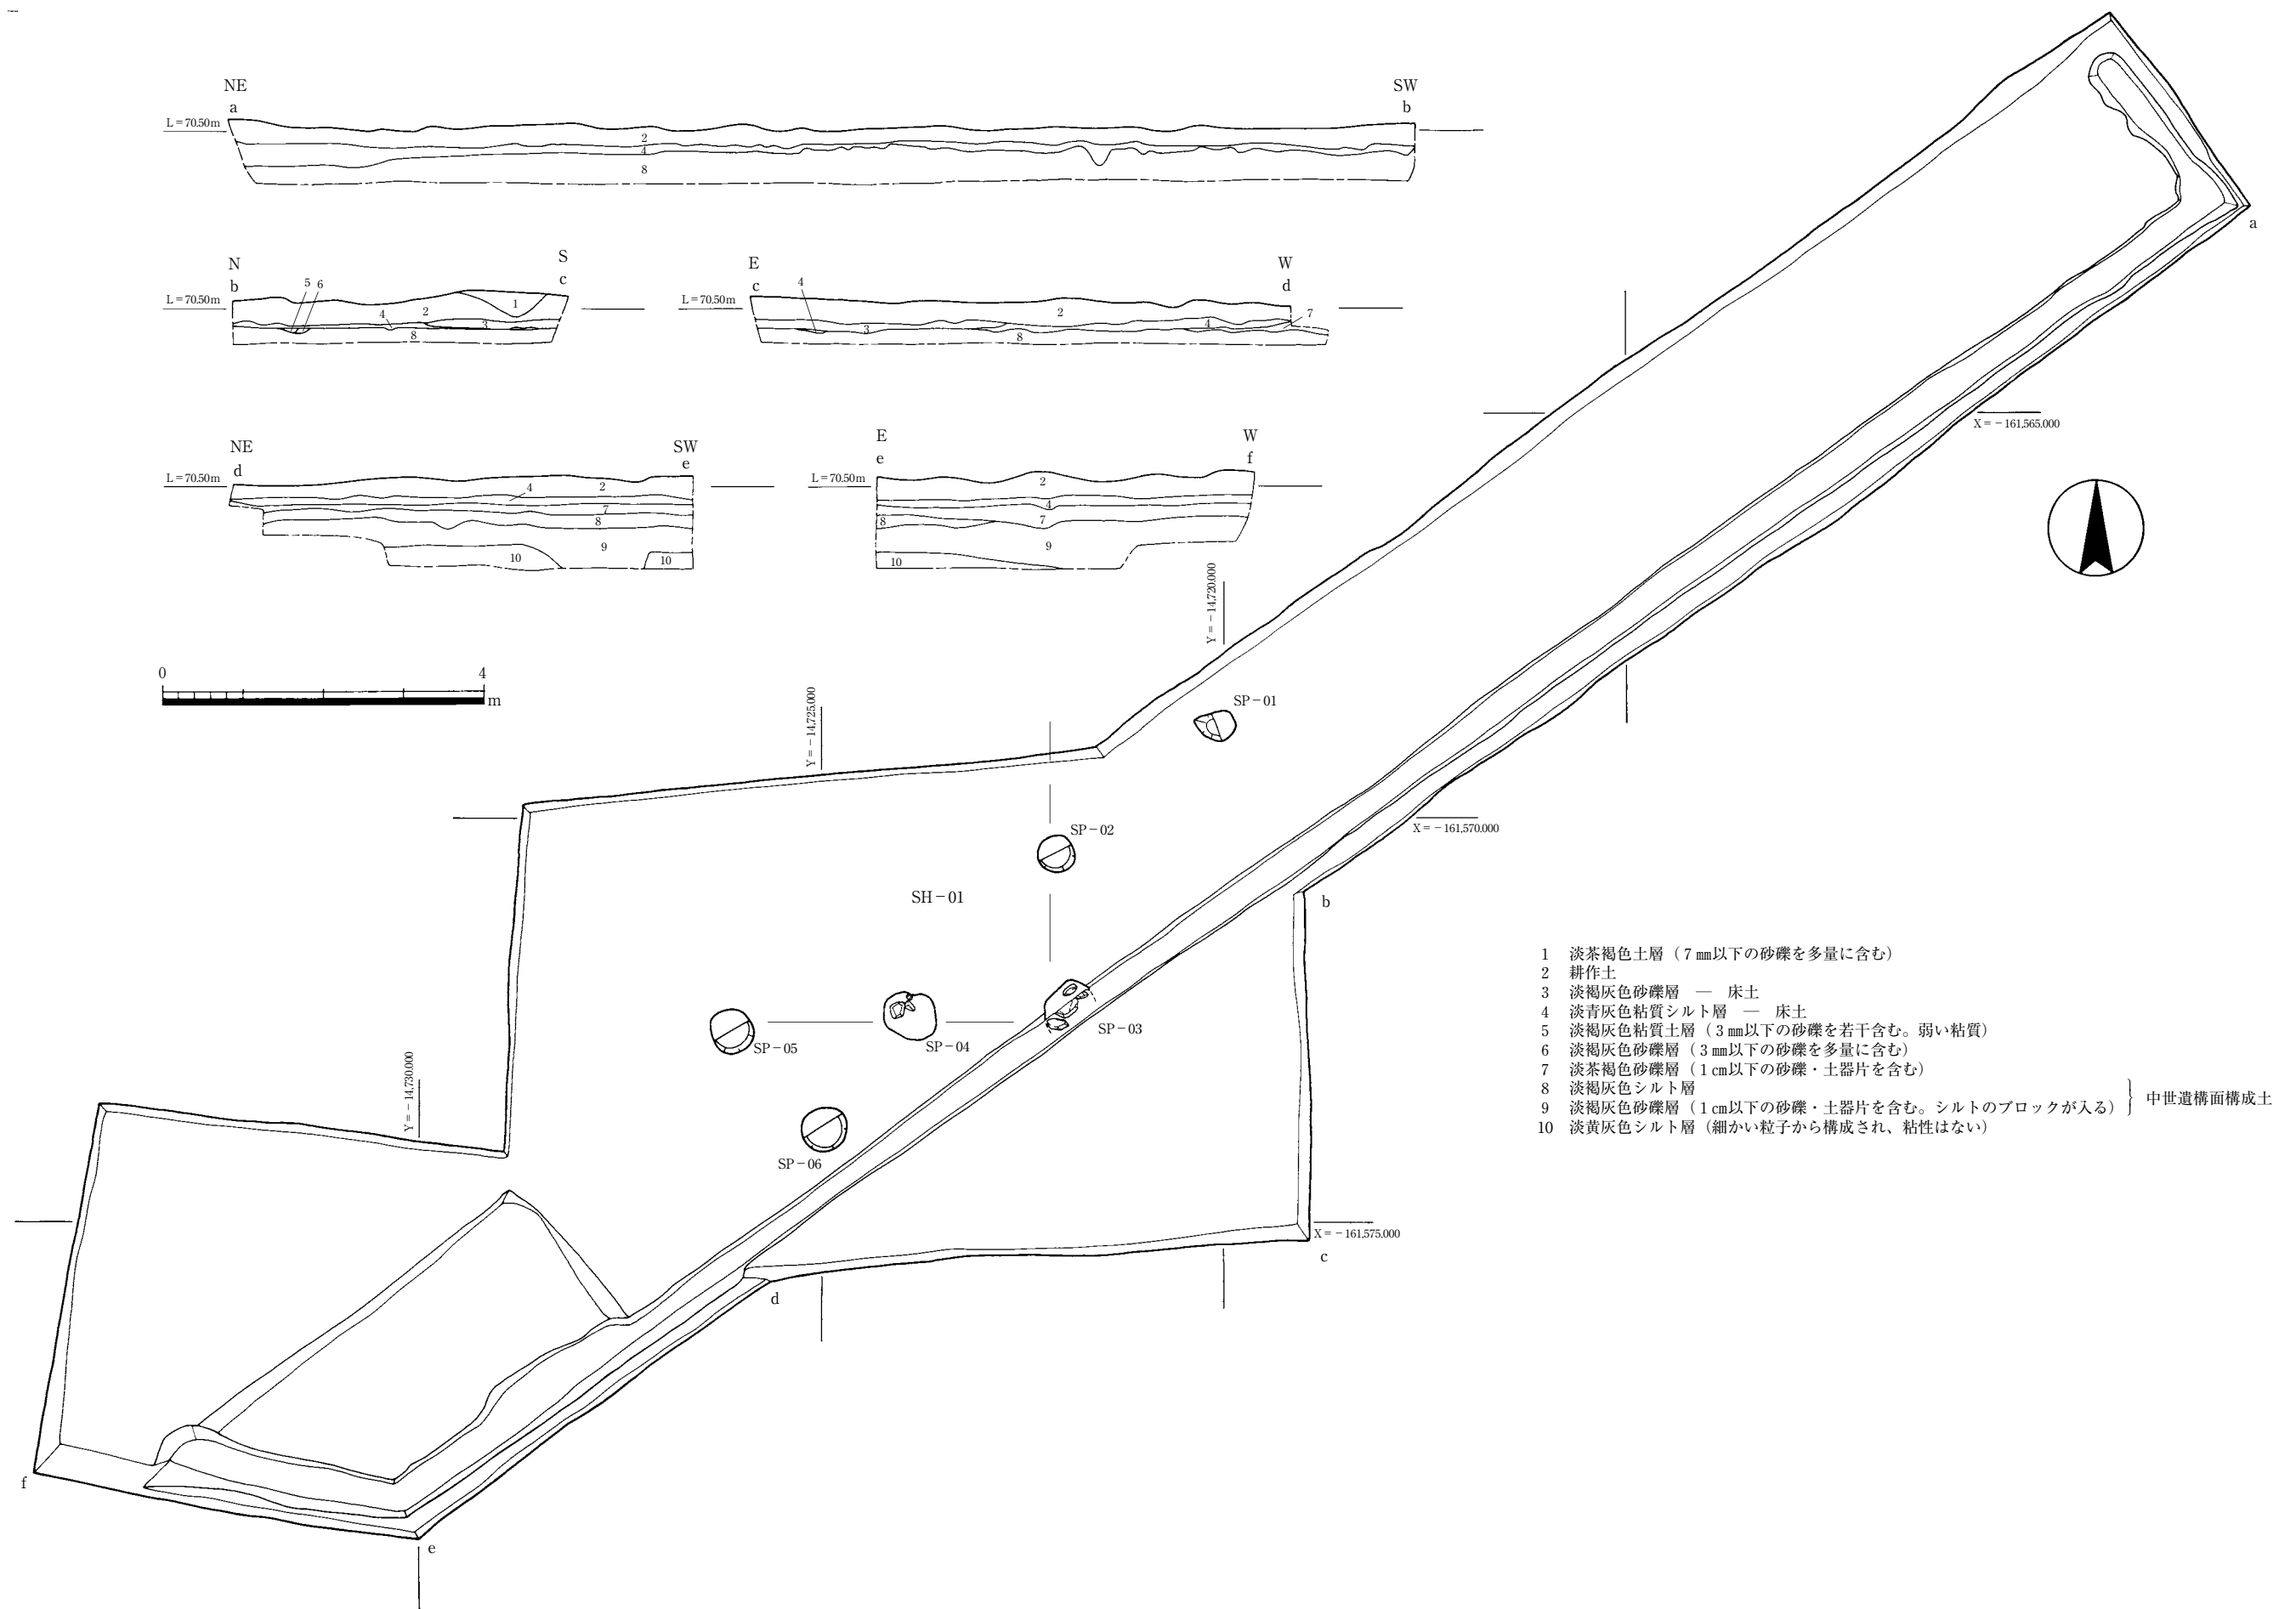 NE
a
SW
b
L=70.50m
2
4
8
N
b
S
c
L=70.50m
5 6
4
2
1
3
8
E
c
W
d
L=70.50m
4
2
3
8
4
7
NE
d
SW
e
L=70.50m
4
2
7
8
9
10
10
E
e
W
f
L=70.50m
2
4
8
7
9
10
0
4
m
a
X=-161,565.000
Y=-14,720.000
Y=-14,725.000
SP-01
SP-02
X=-161,570.000
SH-01
b
SP-03
SP-04
SP-05
SP-06
Y=-14,730.000
X=-161,575.000
c
d
f
e
1 淡茶褐色土層(7㎜以下の砂礫を多量に含む)
2 耕作土
3 淡褐灰色砂礫層 ― 床土
4 淡青灰色粘質シルト層 ― 床土
5 淡褐灰色粘質土層(3㎜以下の砂礫を若干含む。弱い粘質)
6 淡褐灰色砂礫層(3㎜以下の砂礫を多量に含む)
7 淡茶褐色砂礫層(1㎝以下の砂礫・土器片を含む)
8 淡褐灰色シルト層
9 淡褐灰色砂礫層(1㎝以下の砂礫・土器片を含む。シルトのブロックが入る)
中世遺構面構成土
10 淡黄灰色シルト層(細かい粒子から構成され、粘性はない)